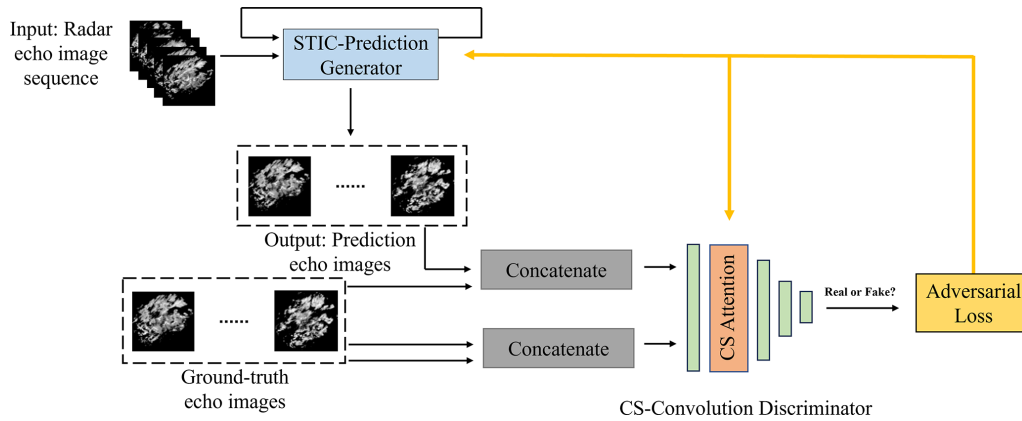 Input: Radar
echo image
sequence
STIC-Prediction
Generator
......
Output: Prediction
echo images
......
Ground-truth
echo images
Concatenate
Concatenate
CS Attention
Real or Fake?
Adversarial
Loss
CS-Convolution Discriminator